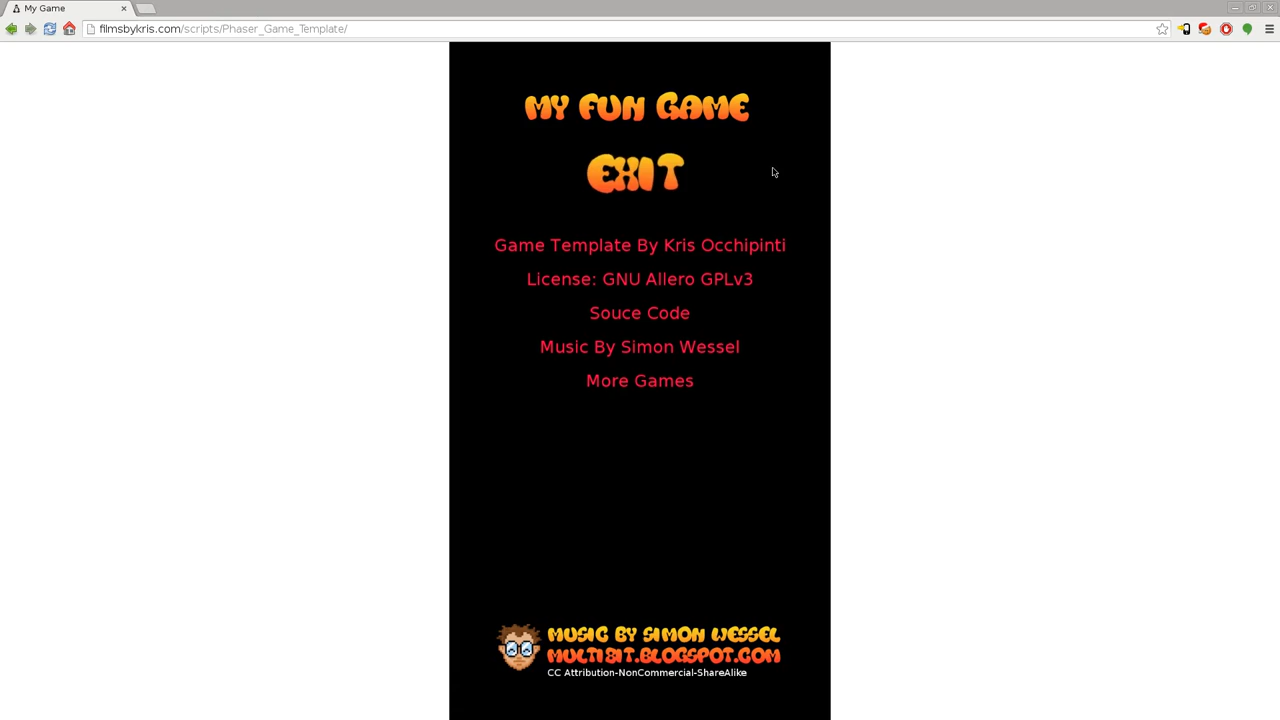 My Game
filmsbykris.com/scripts/Phaser_Game_Template/
MY FUN GAME
EXIT
Game Template By Kris Occhipinti
License: GNU Allero GPLv3
Souce Code
Music By Simon Wessel
More Games
MUSIC BY SIMON WESSEL
MULTIBIT.BLOGSPOT.COM
CC Attribution-NonCommercial-ShareAlike